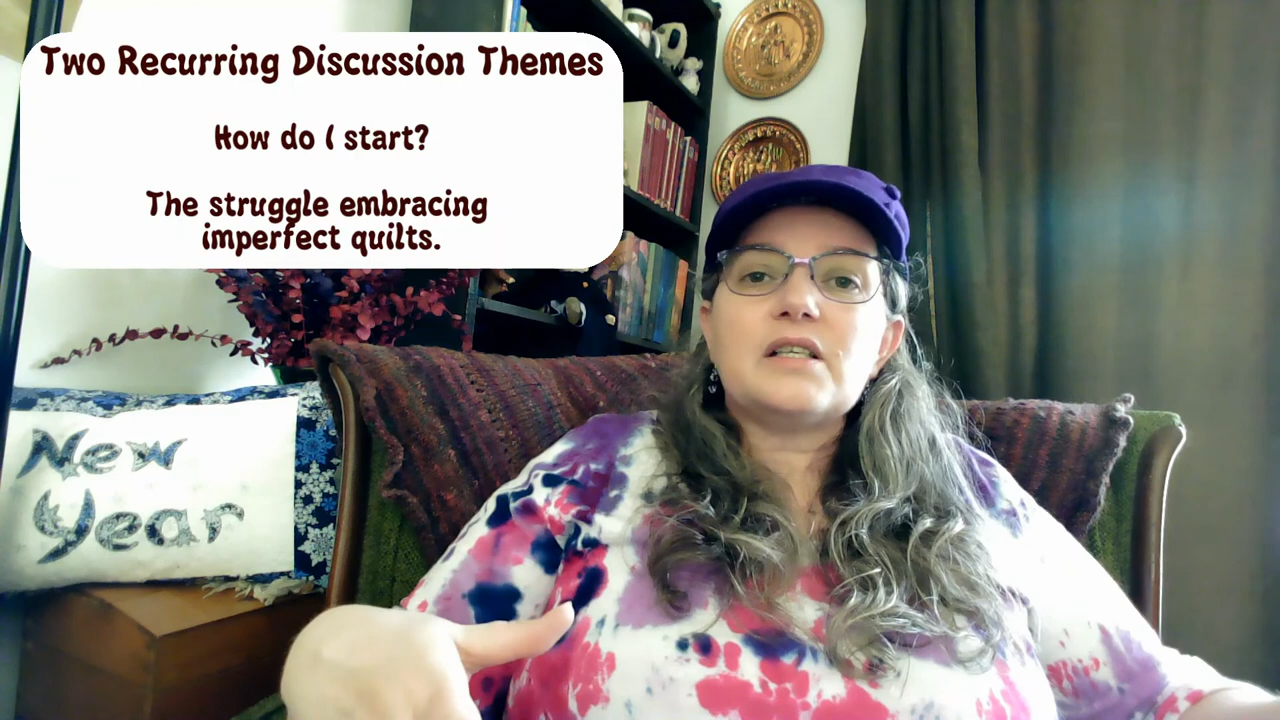 Two Recurring Discussion Themes
How do I start?
The struggle embracing
imperfect quilts.
New
Year